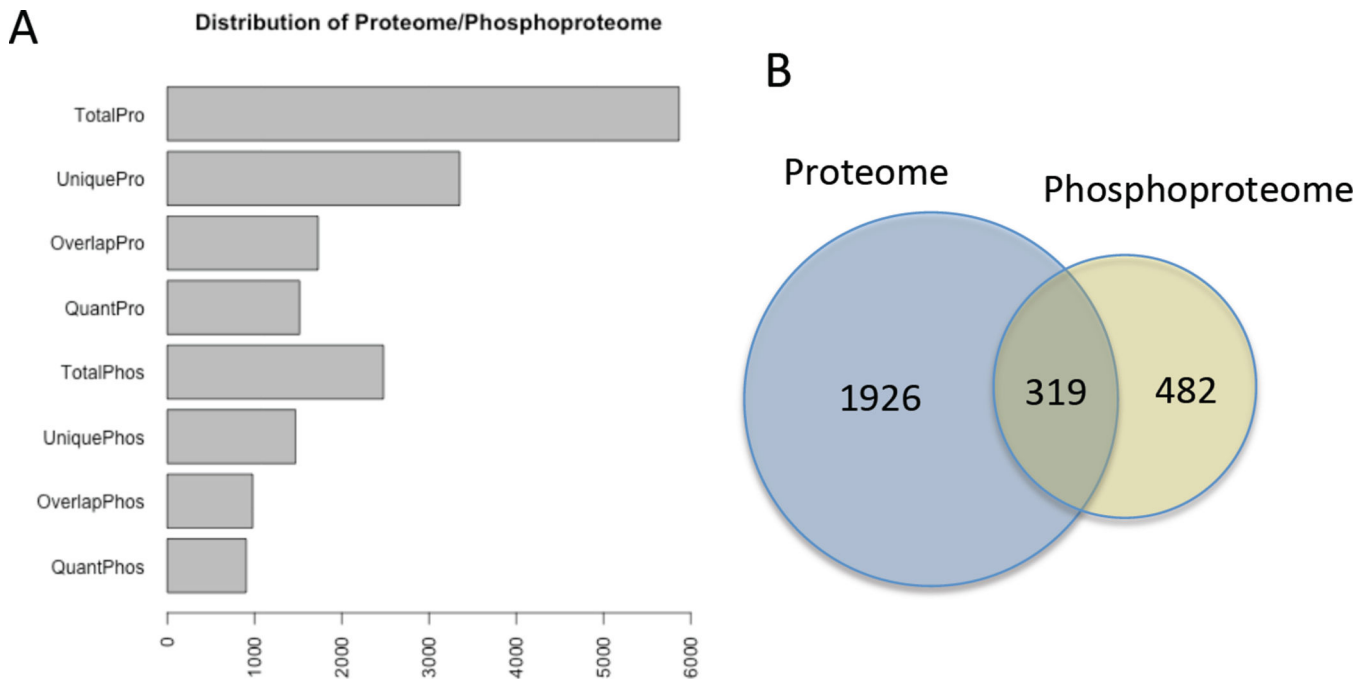 A
Distribution of Proteome/Phosphoproteome
TotalPro
UniquePro
OverlapPro
QuantPro
TotalPhos
UniquePhos
OverlapPhos
QuantPhos
0 1000 2000 3000 4000 5000 6000
B
Proteome
Phosphoproteome
1926 319 482